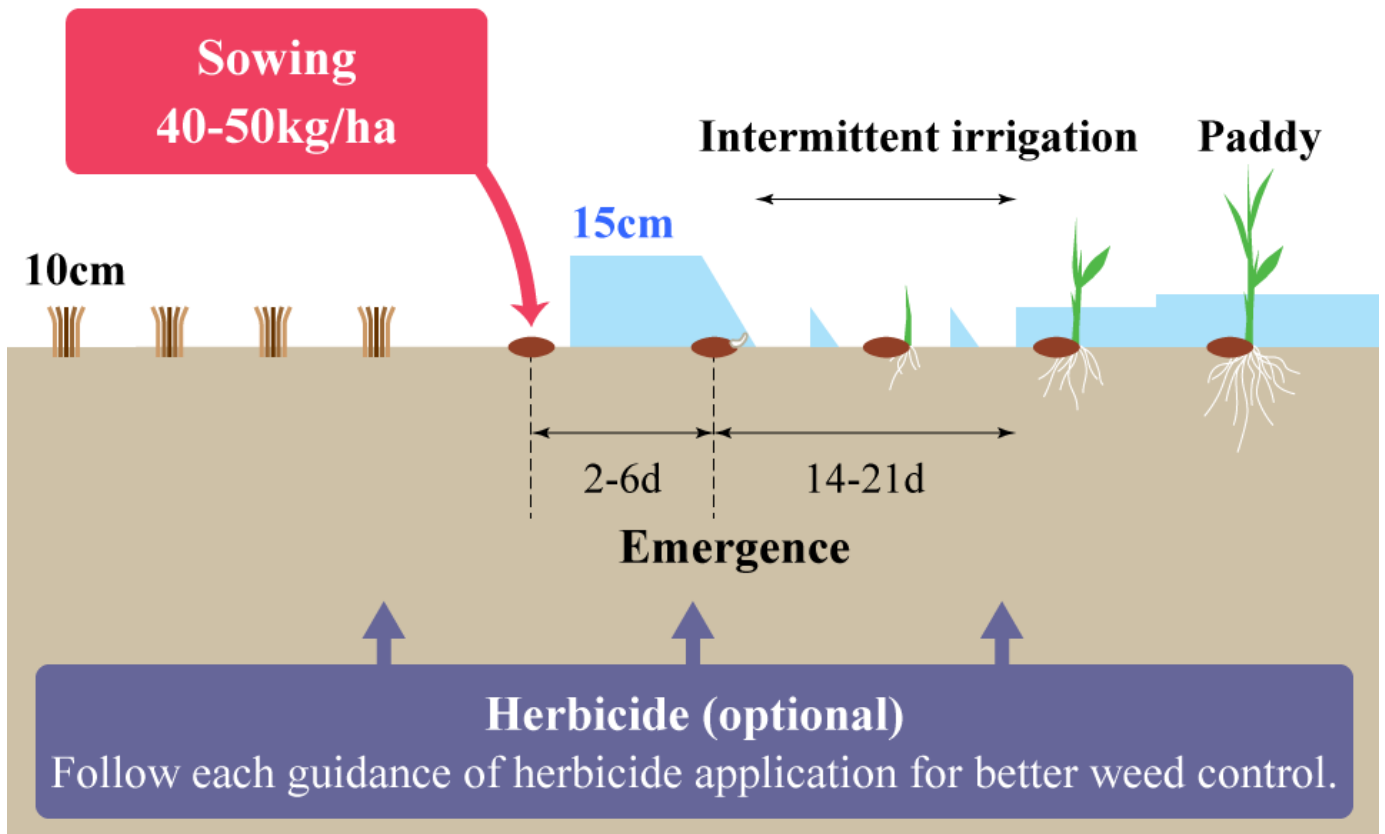 Sowing
40-50kg/ha
Intermittent irrigation
Paddy
15cm
10cm
2-6d
14-21d
Emergence
Herbicide (optional)
Follow each guidance of herbicide application for better weed control.